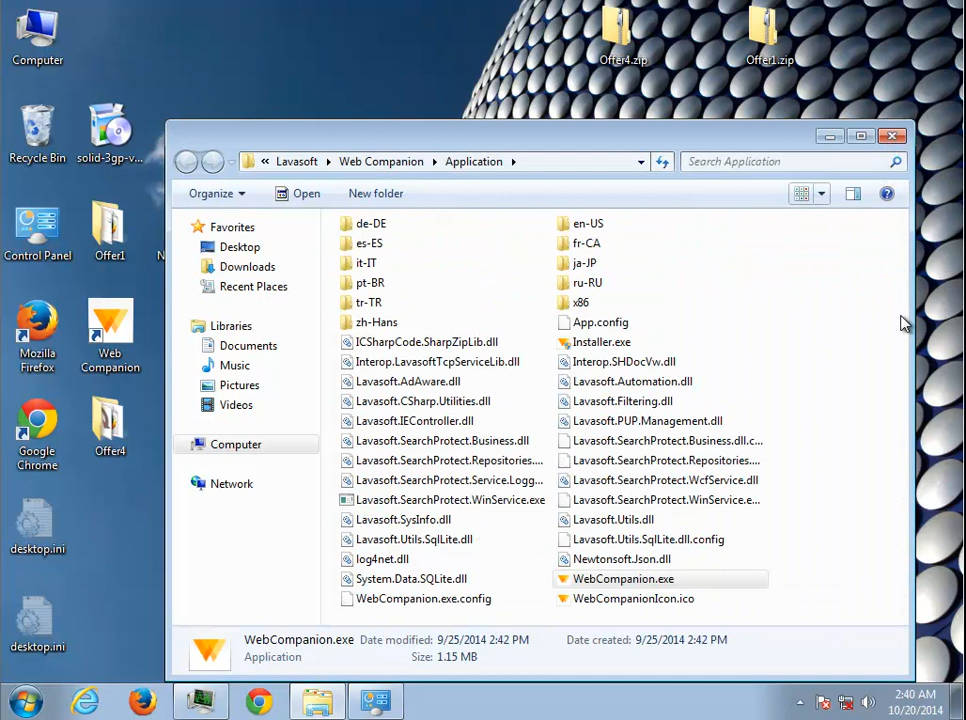 Computer
Offer4.zip
Offer1.zip
Recycle Bin
solid-3gp-v...
Control Panel
Offer1
N
Mozilla
Firefox
Web
Companion
Google
Chrome
Offer4
desktop.ini
desktop.ini
« Lavasoft Web Companion Application
Search Application
Organize
Open
New folder
Favorites
Desktop
Downloads
Recent Places
Libraries
Documents
Music
Pictures
Videos
Computer
Network
de-DE
en-US
es-ES
fr-CA
it-IT
ja-JP
pt-BR
ru-RU
tr-TR
x86
zh-Hans
App.config
ICSharpCode.SharpZipLib.dll
Installer.exe
Interop.LavasoftTcpServiceLib.dll
Interop.SHDocVw.dll
Lavasoft.AdAware.dll
Lavasoft.Automation.dll
Lavasoft.CSharp.Utilities.dll
Lavasoft.Filtering.dll
Lavasoft.IEController.dll
Lavasoft.PUP.Management.dll
Lavasoft.SearchProtect.Business.dll
Lavasoft.SearchProtect.Business.dll.c...
Lavasoft.SearchProtect.Repositories....
Lavasoft.SearchProtect.Repositories....
Lavasoft.SearchProtect.Service.Logg...
Lavasoft.SearchProtect.WcfService.dll
Lavasoft.SearchProtect.WinService.exe
Lavasoft.SearchProtect.WinService.e...
Lavasoft.SysInfo.dll
Lavasoft.Utils.dll
Lavasoft.Utils.SqlLite.dll
Lavasoft.Utils.SqlLite.dll.config
log4net.dll
Newtonsoft.Json.dll
System.Data.SQLite.dll
WebCompanion.exe
WebCompanion.exe.config
WebCompanionIcon.ico
WebCompanion.exe Date modified: 9/25/2014 2:42 PM Date created: 9/25/2014 2:42 PM
Application Size: 1.15 MB
2:40 AM
10/20/2014